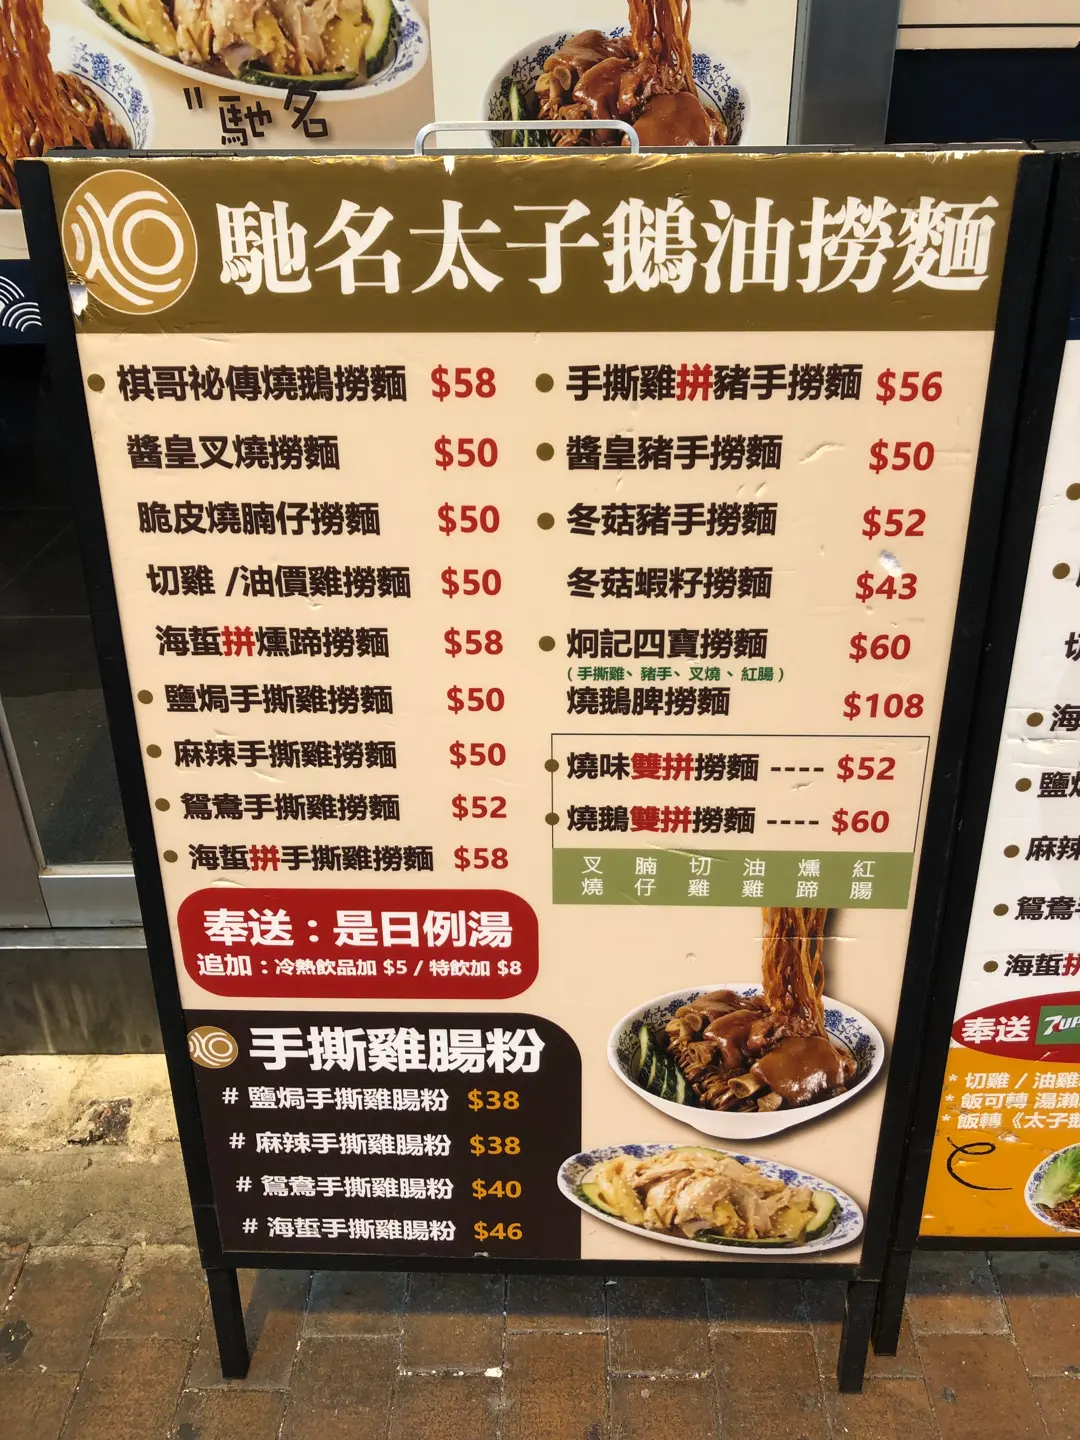 "馳名
馳名太子鵝油撈麵
棋哥祕傳燒鵝撈麵 $58
醬皇叉燒撈麵 $50
脆皮燒腩仔撈麵 $50
切雞 /油價雞撈麵 $50
海蜇拼燻蹄撈麵 $58
鹽焗手撕雞撈麵 $50
麻辣手撕雞撈麵 $50
鴛鴦手撕雞撈麵 $52
海蜇拼手撕雞撈麵 $58
手撕雞拼豬手撈麵 $56
醬皇豬手撈麵 $50
冬菇豬手撈麵 $52
冬菇蝦籽撈麵 $43
炯記四寶撈麵 $60
(手撕雞、豬手、叉燒、紅腸)
燒鵝脾撈麵 $108
燒味雙拼撈麵 ---- $52
燒鵝雙拼撈麵 ---- $60
叉燒 腩仔 切雞 油雞 燻蹄 紅腸
奉送：是日例湯
追加：冷熱飲品加 $5 / 特飲加 $8
手撕雞腸粉
# 鹽焗手撕雞腸粉 $38
# 麻辣手撕雞腸粉 $38
# 鴛鴦手撕雞腸粉 $40
# 海蜇手撕雞腸粉 $46
切
海
鹽
麻辣
鴛鴦
海蜇拼
奉送 7UP
* 切雞 / 油雞
* 飯可轉 湯瀨
* 飯轉《太子